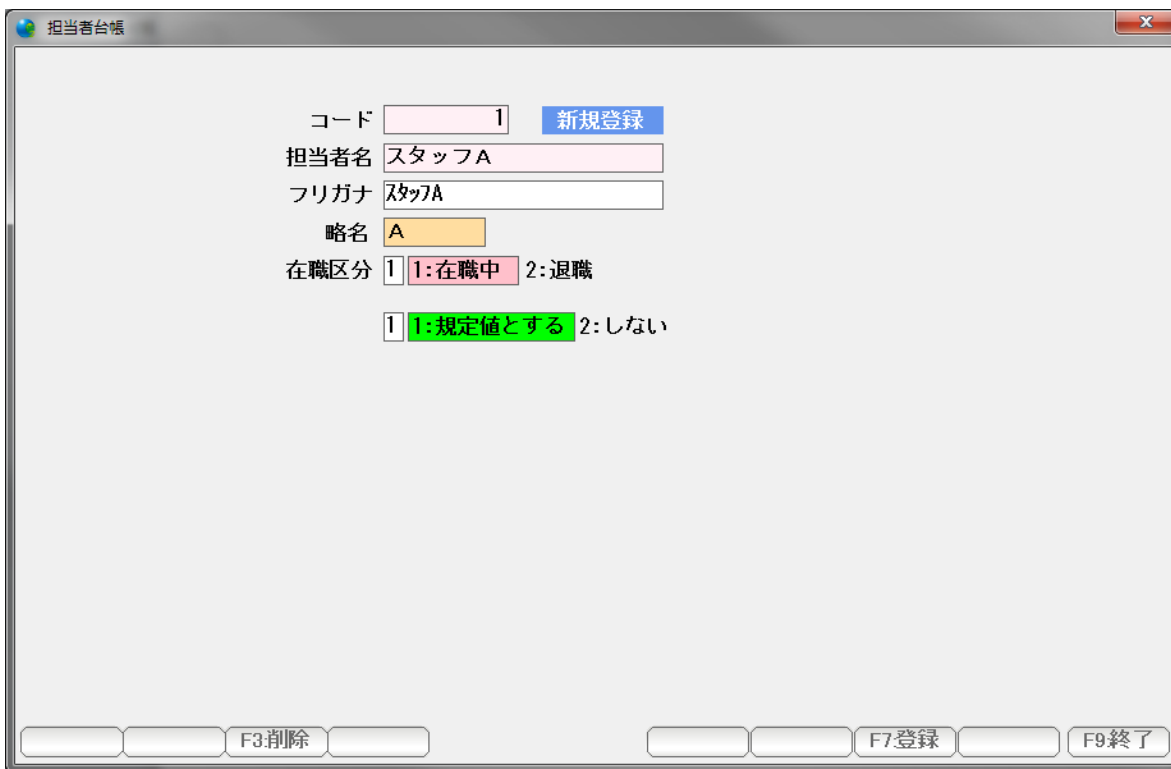 担当者台帳
コード 1 新規登録
担当者名 スタッフA
フリガナ ｽﾀｯﾌA
略名 A
在職区分 1 1:在職中 2:退職
1 1:規定値とする 2:しない
F3:削除 F7:登録 F9:終了